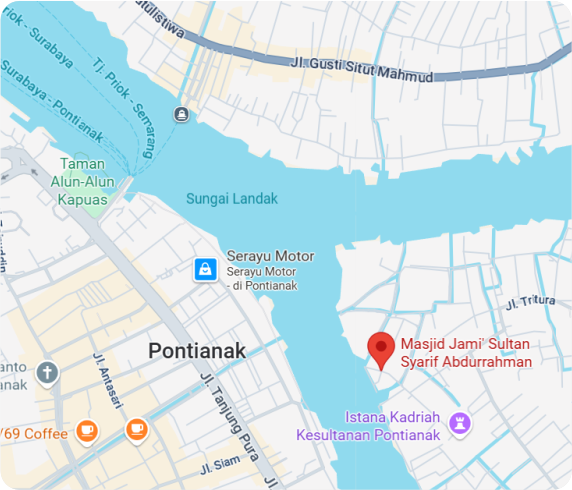 Surabaya
Tj. Priok - Semarang
Surabaya - Pontianak
Jl. Gusti Situt Mahmud
Taman
Alun-Alun
Kapuas
Sungai Landak
Serayu Motor
Serayu Motor
- di Pontianak
Jl. Tritura
Masjid Jami' Sultan
Syarif Abdurrahman
Pontianak
Jl. Antasari
Jl. Tanjung Pura
/69 Coffee
Istana Kadriah
Kesultanan Pontianak
Jl. Siam
Jl